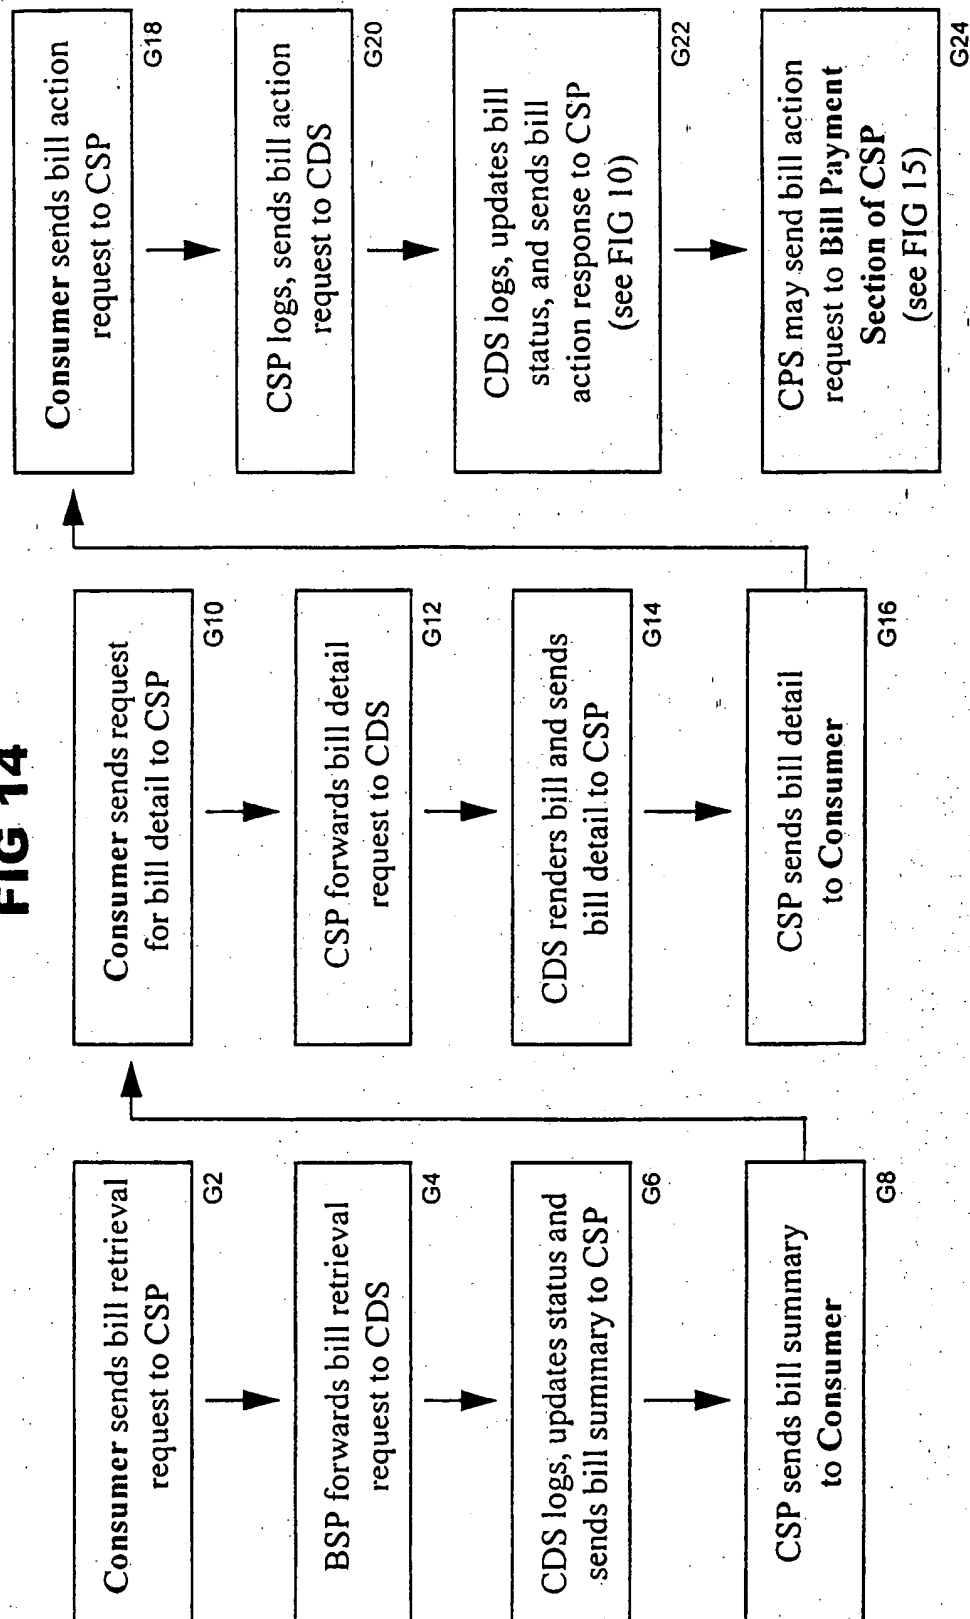 FIG 14
Consumer sends bill retrieval
request to CSP
G2
BSP forwards bill retrieval
request to CDS
G4
CDS logs, updates status and
sends bill summary to CSP
G6
CSP sends bill summary
to Consumer
G8
Consumer sends request
for bill detail to CSP
G10
CSP forwards bill detail
request to CDS
G12
CDS renders bill and sends
bill detail to CSP
G14
CSP sends bill detail
to Consumer
G16
Consumer sends bill action
request to CSP
G18
CSP logs, sends bill action
request to CDS
G20
CDS logs, updates bill
status, and sends bill
action response to CSP
(see FIG 10)
G22
CPS may send bill action
request to Bill Payment
Section of CSP
(see FIG 15)
G24